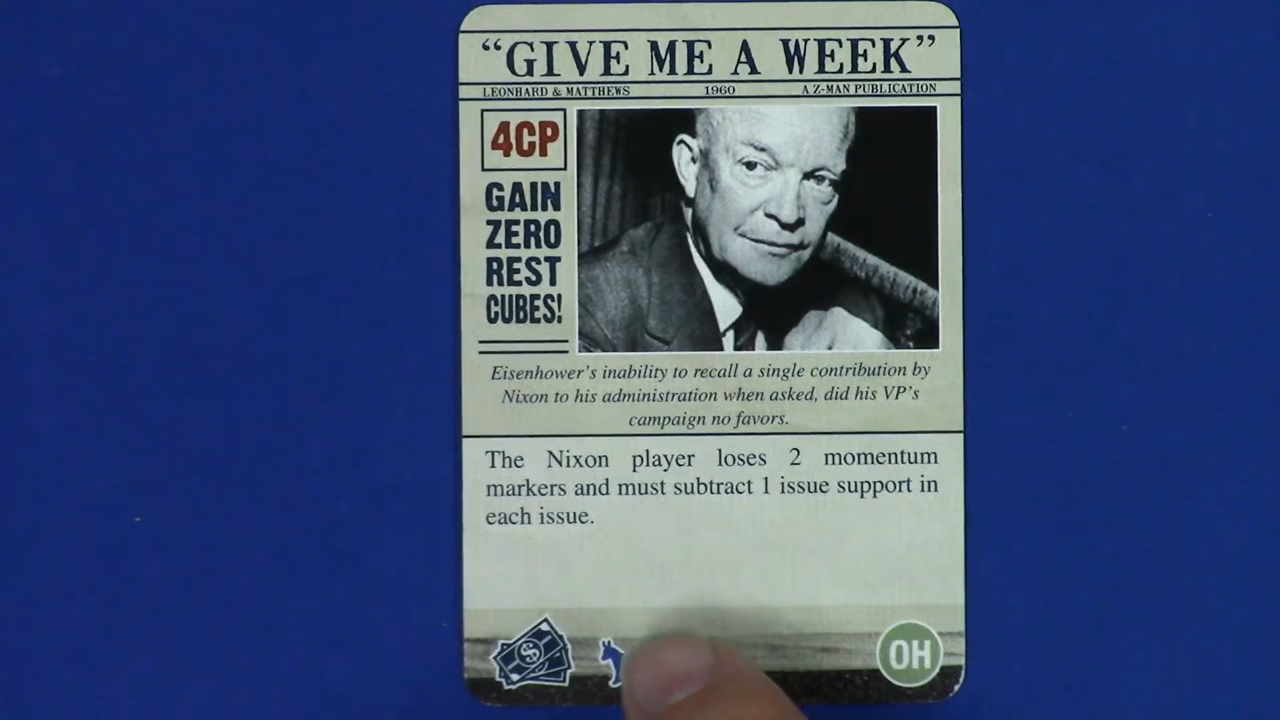 “GIVE ME A WEEK”
LEONHARD & MATTHEWS 1960 A Z-MAN PUBLICATION
4CP
GAIN
ZERO
REST
CUBES!
Eisenhower’s inability to recall a single contribution by
Nixon to his administration when asked, did his VP’s
campaign no favors.
The Nixon player loses 2 momentum
markers and must subtract 1 issue support in
each issue.
$
OH